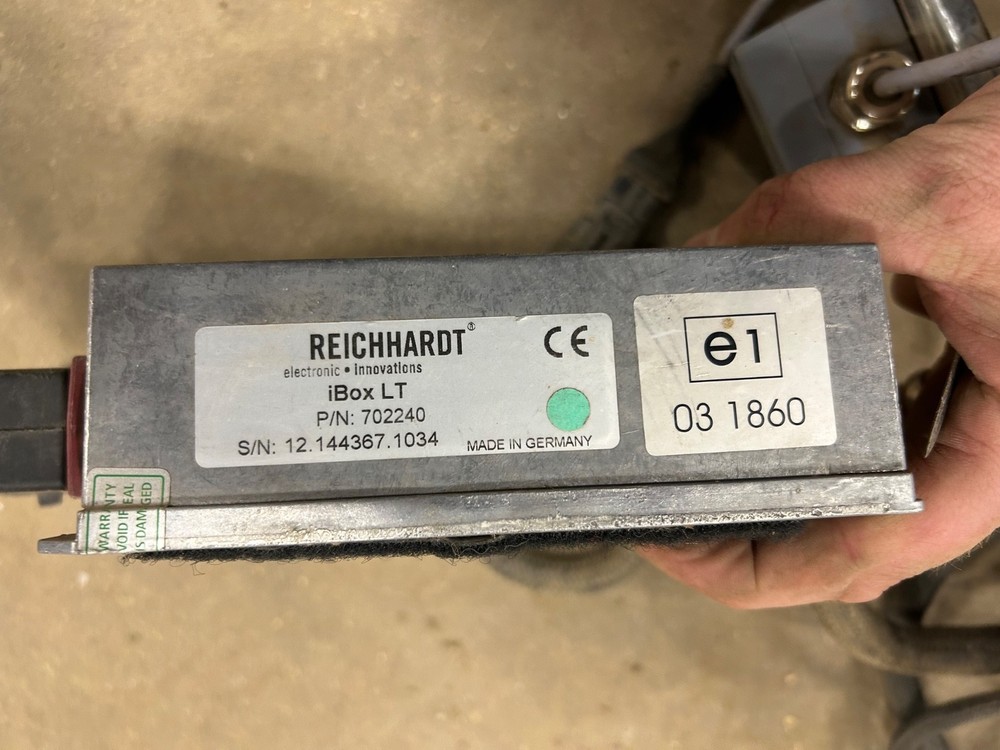 REICHHARDT®
electronic • innovations
iBox LT
P/N: 702240
S/N: 12.144367.1034
CE
MADE IN GERMANY
e1
03 1860
WARRANTY
VOID IF SEAL
IS DAMAGED